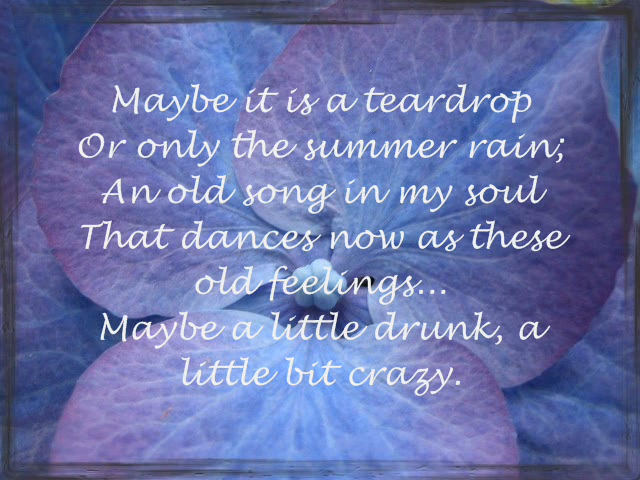 Maybe it is a teardrop
Or only the summer rain;
An old song in my soul
That dances now as these
old feelings...
Maybe a little drunk, a
little bit crazy.